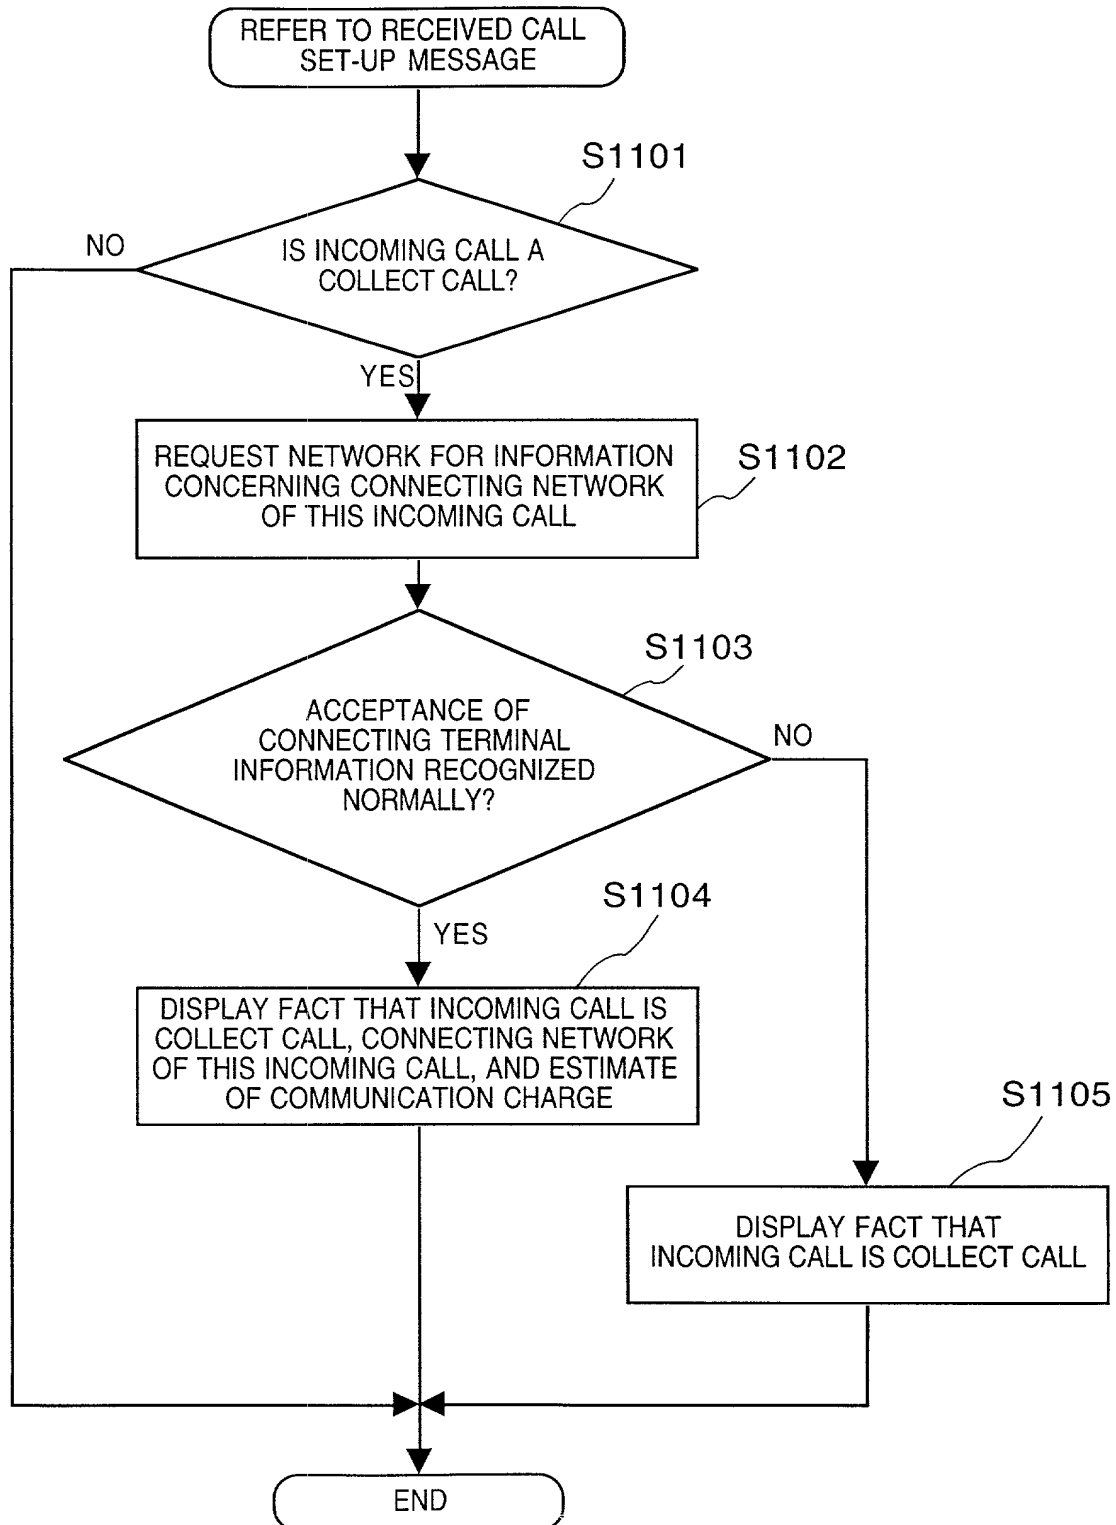 REFER TO RECEIVED CALL
SET-UP MESSAGE
S1101
NO
IS INCOMING CALL A
COLLECT CALL?
YES
REQUEST NETWORK FOR INFORMATION
CONCERNING CONNECTING NETWORK
OF THIS INCOMING CALL
S1102
S1103
ACCEPTANCE OF
CONNECTING TERMINAL
INFORMATION RECOGNIZED
NORMALLY?
NO
S1104
YES
DISPLAY FACT THAT INCOMING CALL IS
COLLECT CALL, CONNECTING NETWORK
OF THIS INCOMING CALL, AND ESTIMATE
OF COMMUNICATION CHARGE
S1105
DISPLAY FACT THAT
INCOMING CALL IS COLLECT CALL
END